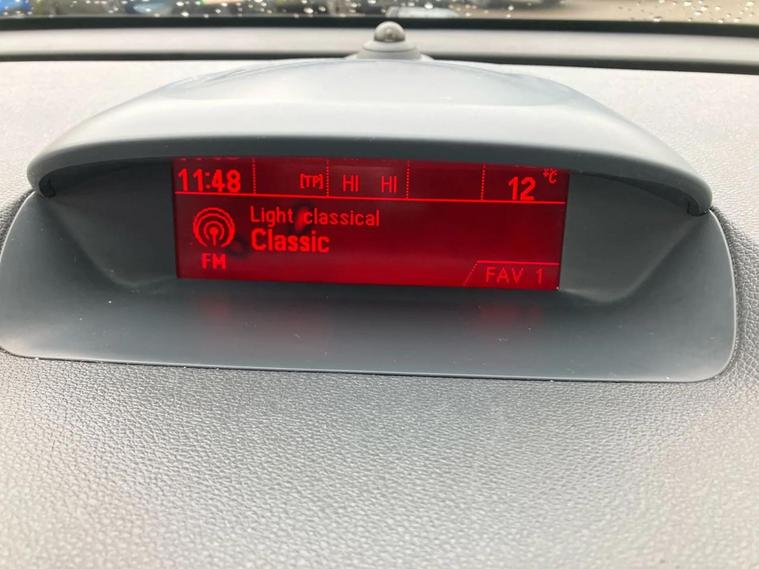 11:48 [TP] HI HI 12 °C
Light classical
Classic
FM
FAV 1